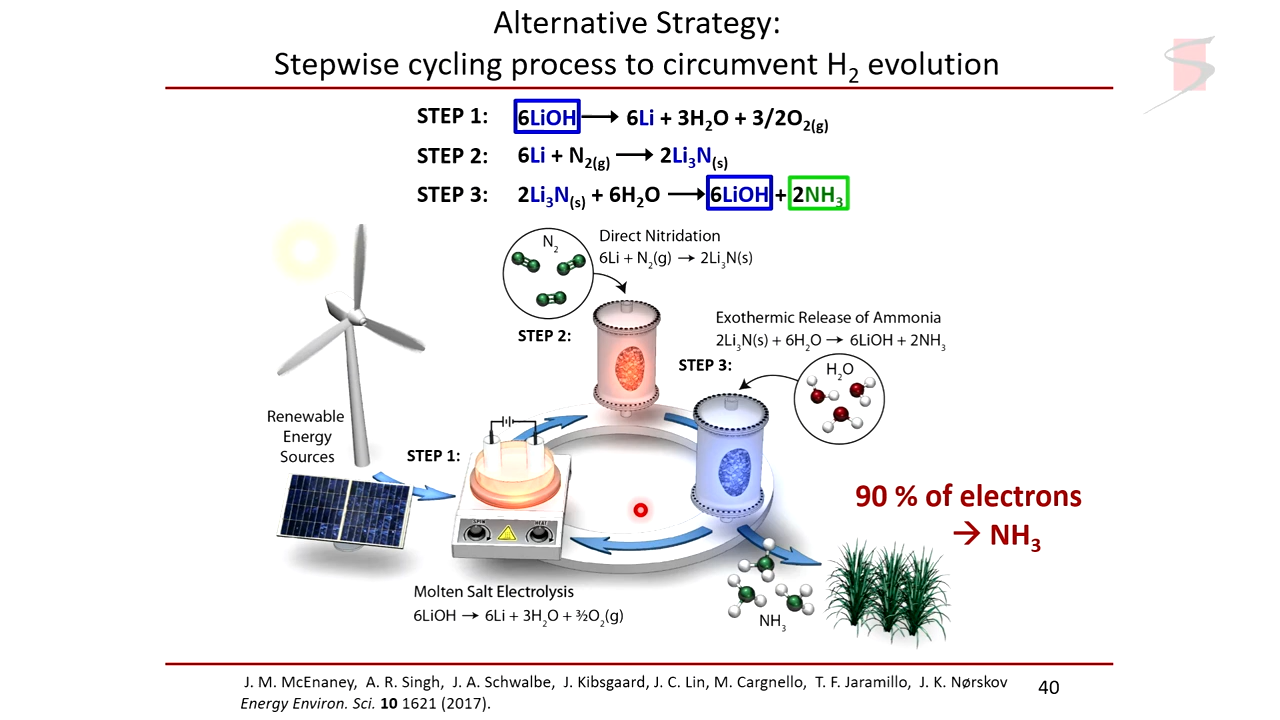 Alternative Strategy:
Stepwise cycling process to circumvent H₂ evolution
STEP 1: 6LiOH → 6Li + 3H₂O + 3/2O₂(g)
STEP 2: 6Li + N₂(g) → 2Li₃N(s)
STEP 3: 2Li₃N(s) + 6H₂O → 6LiOH + 2NH₃
N₂
Direct Nitridation
6Li + N₂(g) → 2Li₃N(s)
STEP 2:
Exothermic Release of Ammonia
2Li₃N(s) + 6H₂O → 6LiOH + 2NH₃
STEP 3:
H₂O
Renewable
Energy
Sources
STEP 1:
SPIN
HEAT
90 % of electrons
→ NH₃
Molten Salt Electrolysis
6LiOH → 6Li + 3H₂O + ³⁄₂O₂(g)
NH₃
J. M. McEnaney, A. R. Singh, J. A. Schwalbe, J. Kibsgaard, J. C. Lin, M. Cargnello, T. F. Jaramillo, J. K. Nørskov
Energy Environ. Sci. 10 1621 (2017).
40